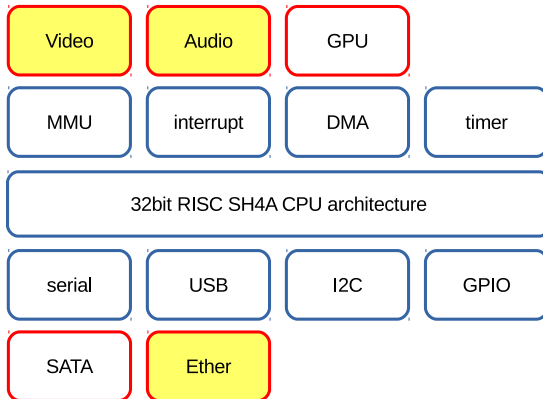 Video Audio GPU
MMU interrupt DMA timer
32bit RISC SH4A CPU architecture
serial USB I2C GPIO
SATA Ether